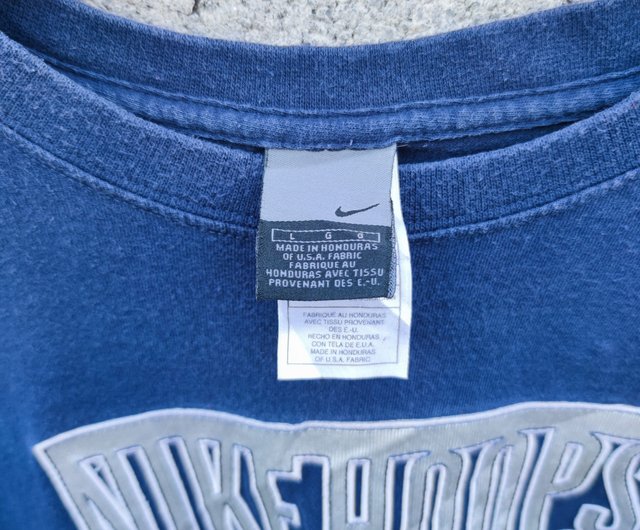 L G G
MADE IN HONDURAS
OF U.S.A. FABRIC
FABRIQUE AU
HONDURAS AVEC TISSU
PROVENANT DES E.-U.
FABRIQUE AU HONDURAS
AVEC TISSU PROVENANT
DES E.-U.
HECHO EN HONDURAS
CON TELA DE E.U.A.
MADE IN HONDURAS
OF U.S.A. FABRIC
NIKE HOOPS